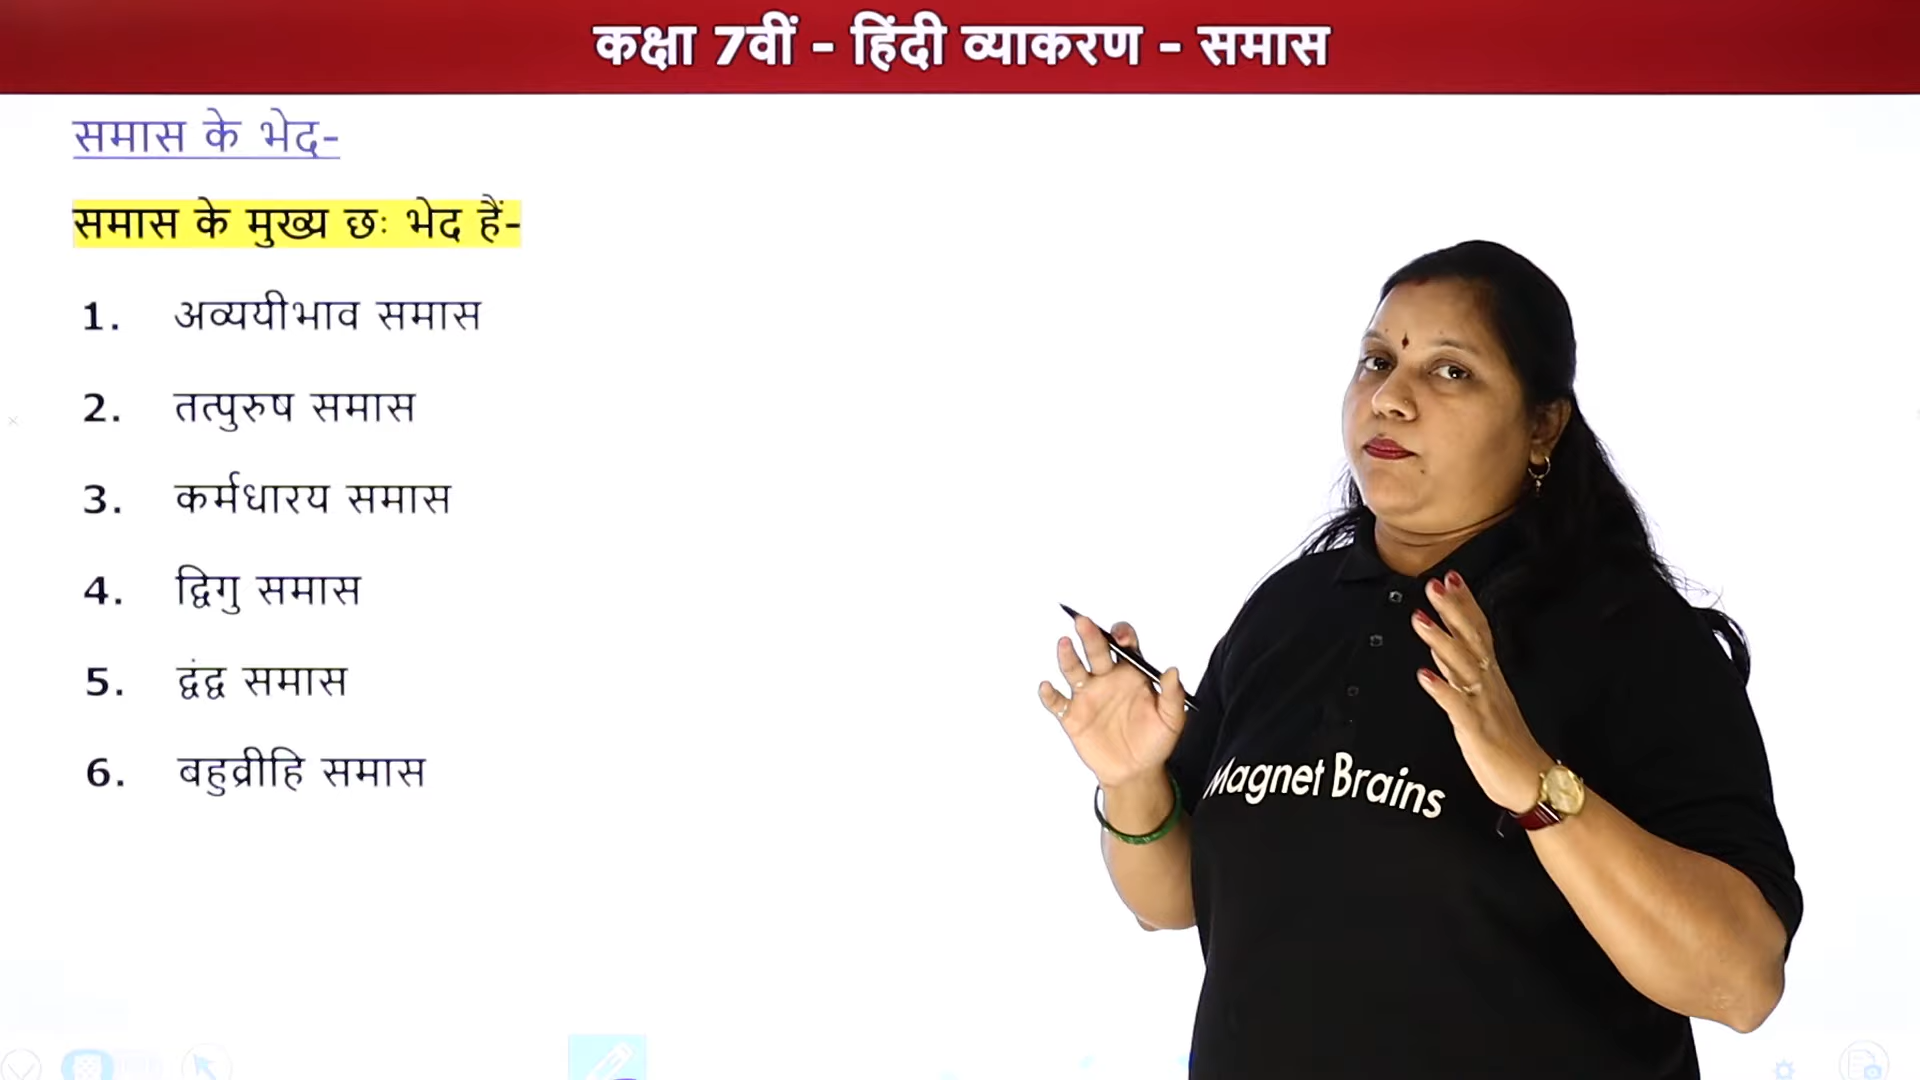 कक्षा 7वीं - हिंदी व्याकरण - समास
समास के भेद-
समास के मुख्य छः भेद हैं-
1. अव्ययीभाव समास
2. तत्पुरुष समास
3. कर्मधारय समास
4. द्विगु समास
5. द्वंद्व समास
6. बहुव्रीहि समास
Magnet Brains